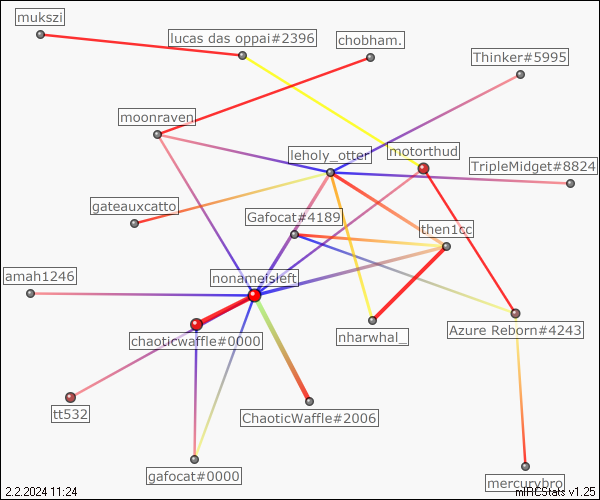 mukszi
lucas das oppai#2396
chobham.
Thinker#5995
moonraven
leholy_otter
motorthud
TripleMidget#8824
gateauxcatto
Gafocat#4189
then1cc
amah1246
nonameisleft
chaoticwaffle#0000
nharwhal_
Azure Reborn#4243
tt532
ChaoticWaffle#2006
gafocat#0000
mercurybro
2.2.2024 11:24
mIRCStats v1.25